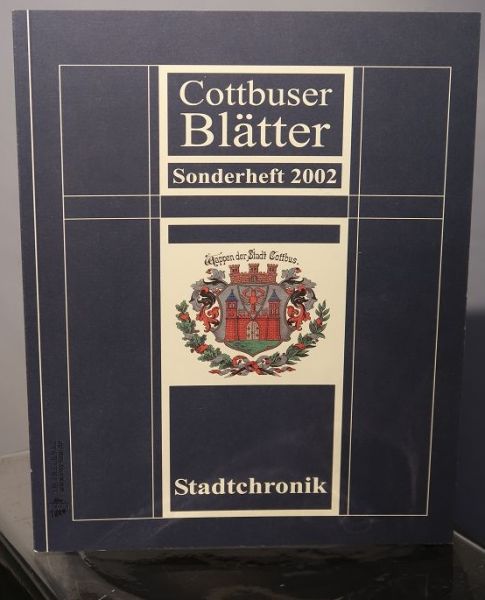 Cottbuser
Blätter
Sonderheft 2002
Wappen der Stadt Cottbus.
Stadtchronik